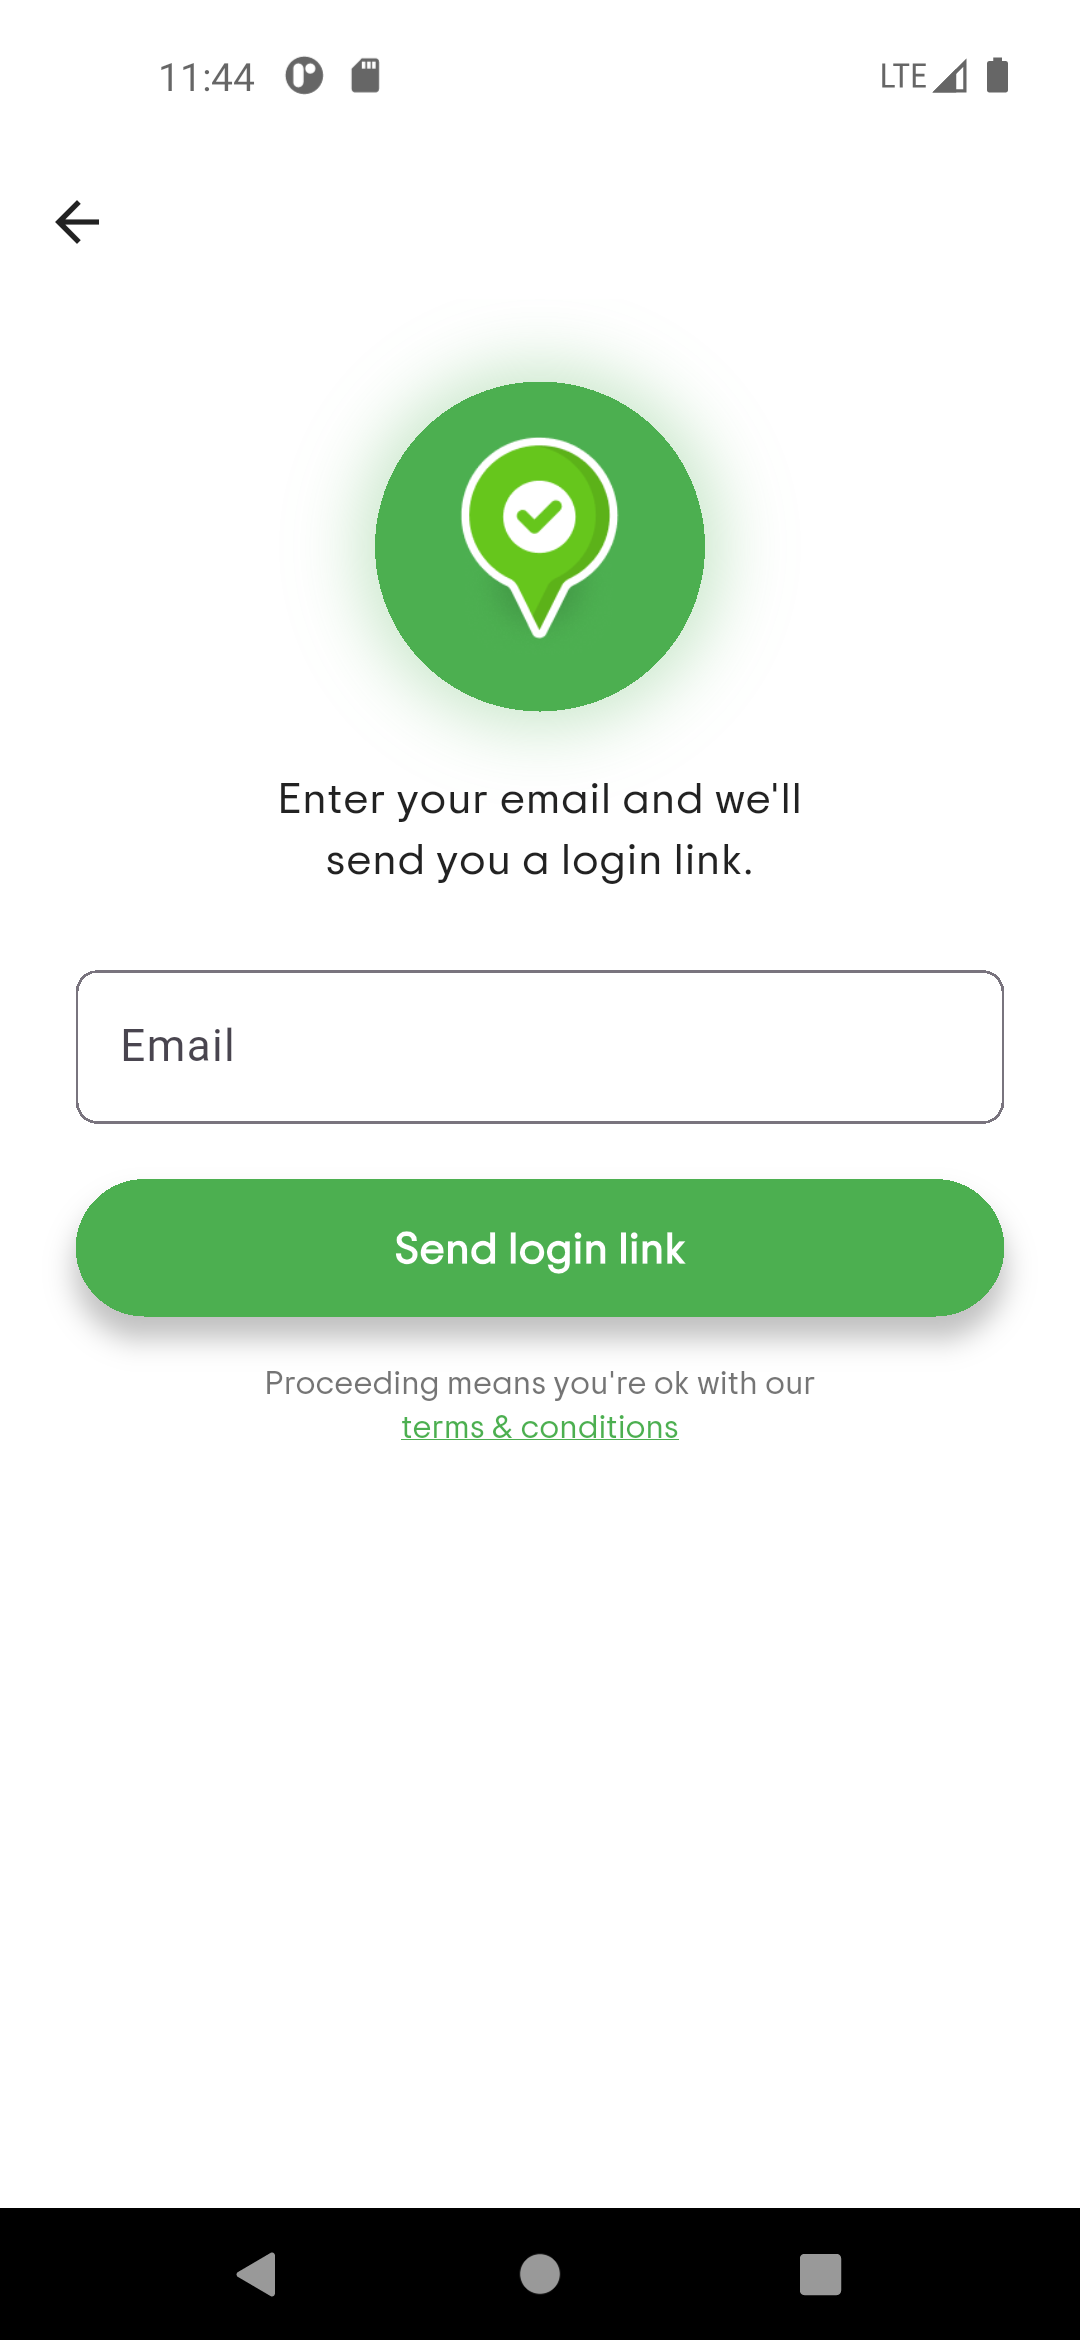 11:44
LTE
Enter your email and we'll
send you a login link.
Email
Send login link
Proceeding means you're ok with our
terms & conditions